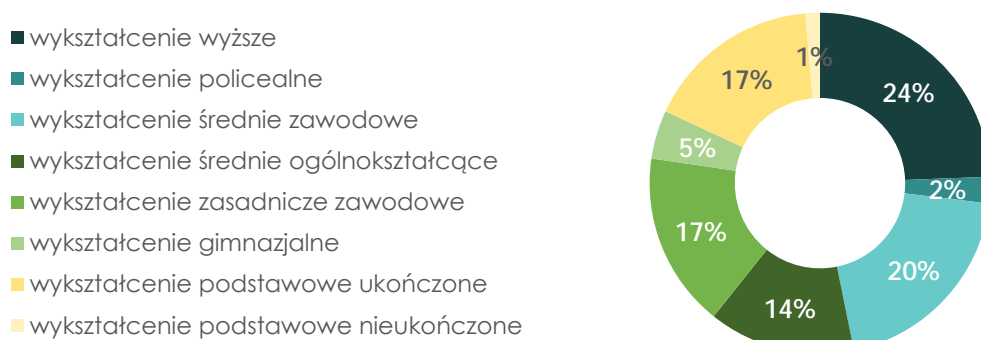 wykształcenie wyższe
wykształcenie policealne
wykształcenie średnie zawodowe
wykształcenie średnie ogólnokształcące
wykształcenie zasadnicze zawodowe
wykształcenie gimnazjalne
wykształcenie podstawowe ukończone
wykształcenie podstawowe nieukończone
1%
17%
24%
5%
2%
17%
20%
14%